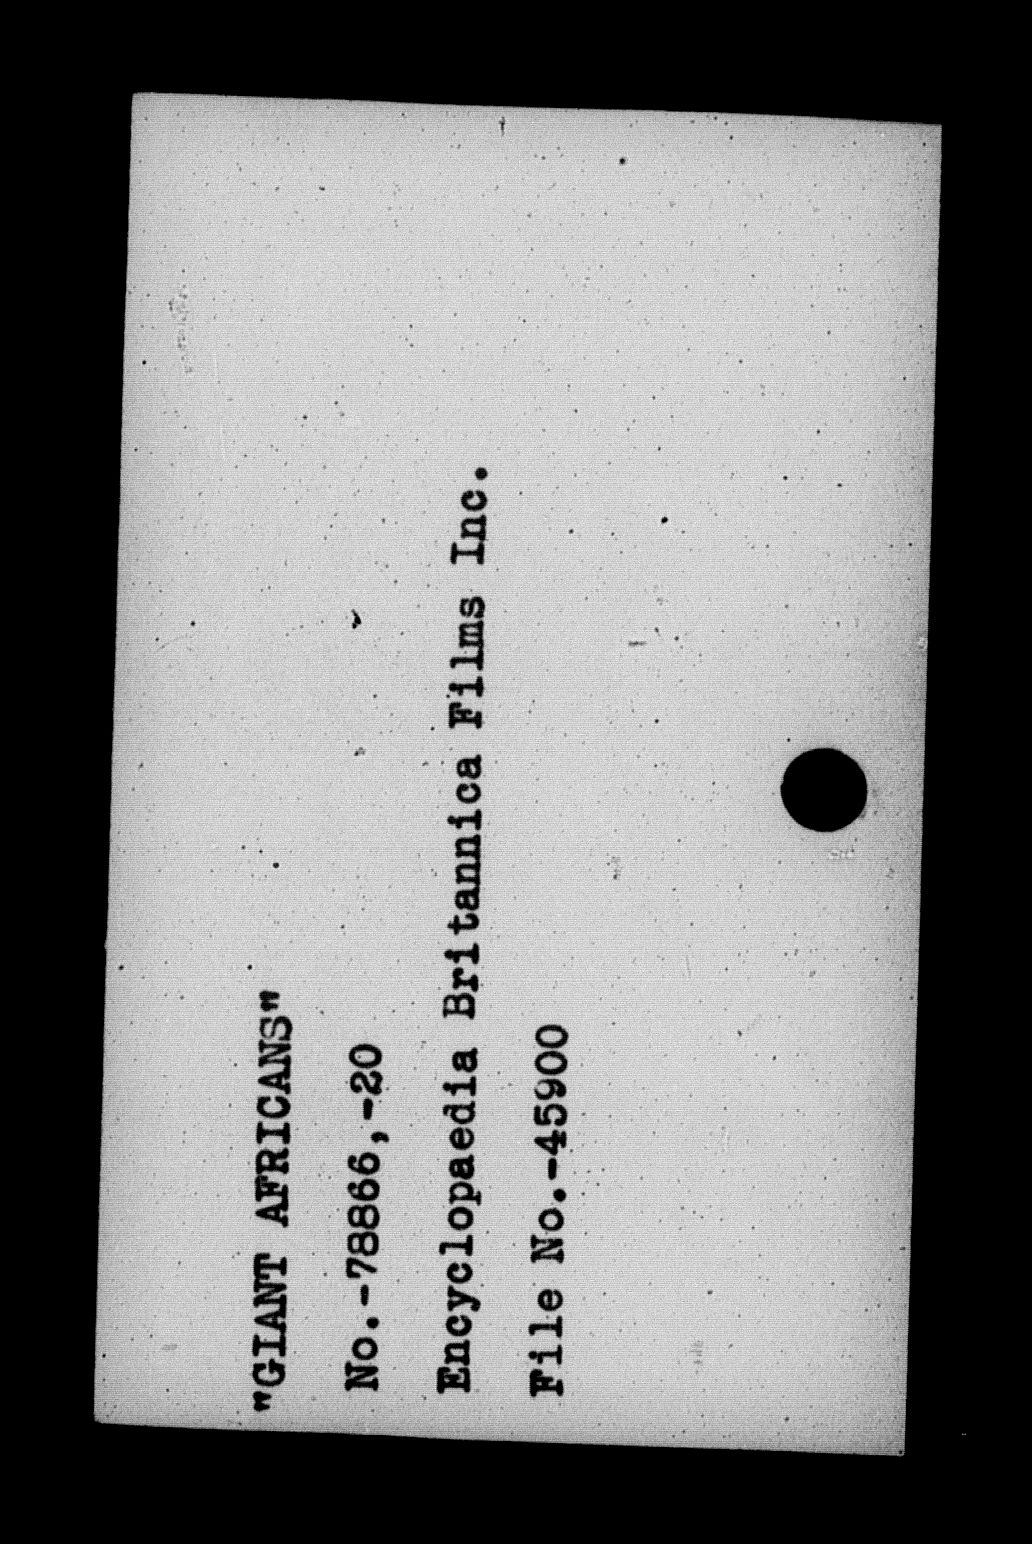 "GIANT AFRICANS"
No.-78866,-20
Encyclopaedia Britannica Films Inc.
File No.-45900